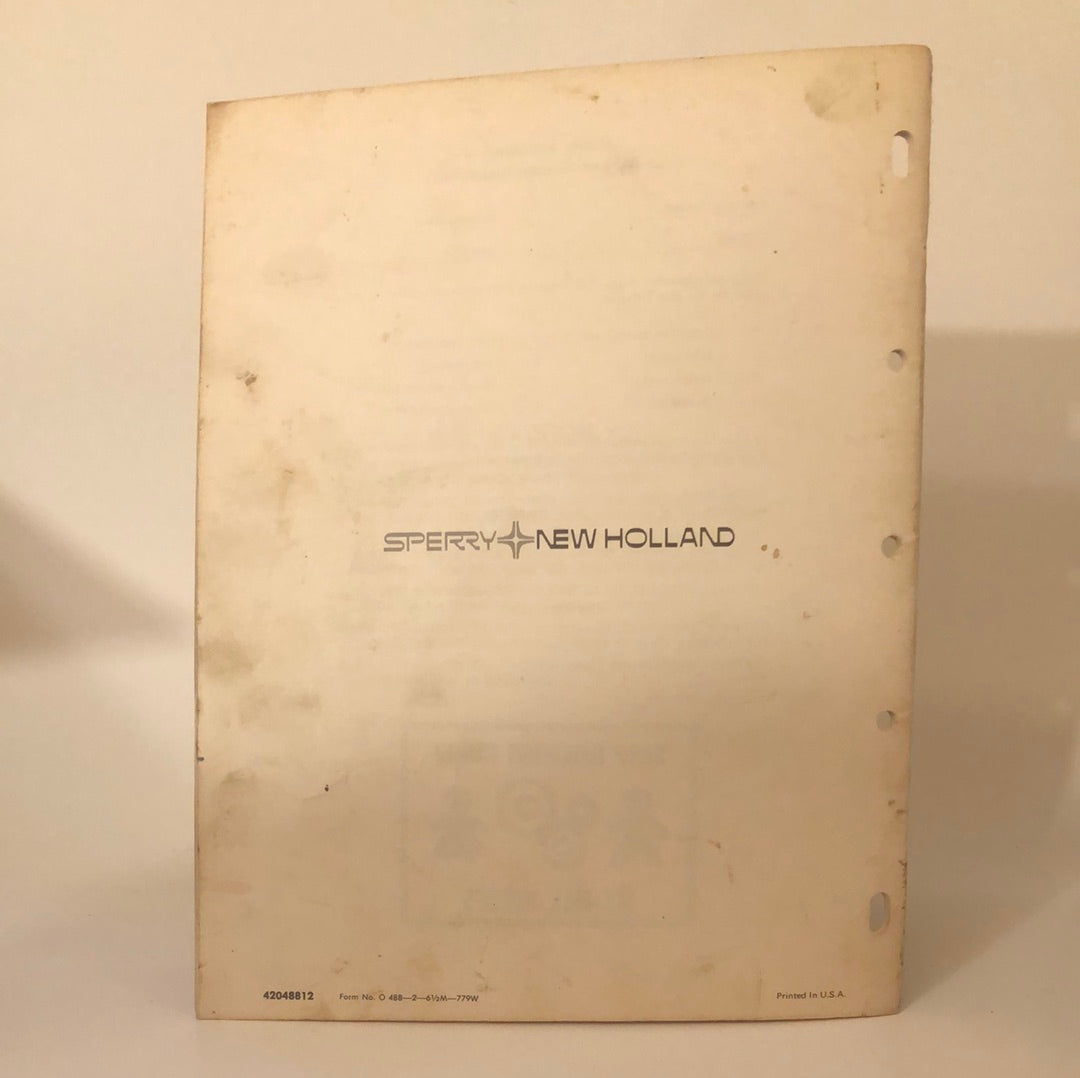 SPERRY NEW HOLLAND
42048812 Form No. O 488—2—6½M—779W Printed In U.S.A.